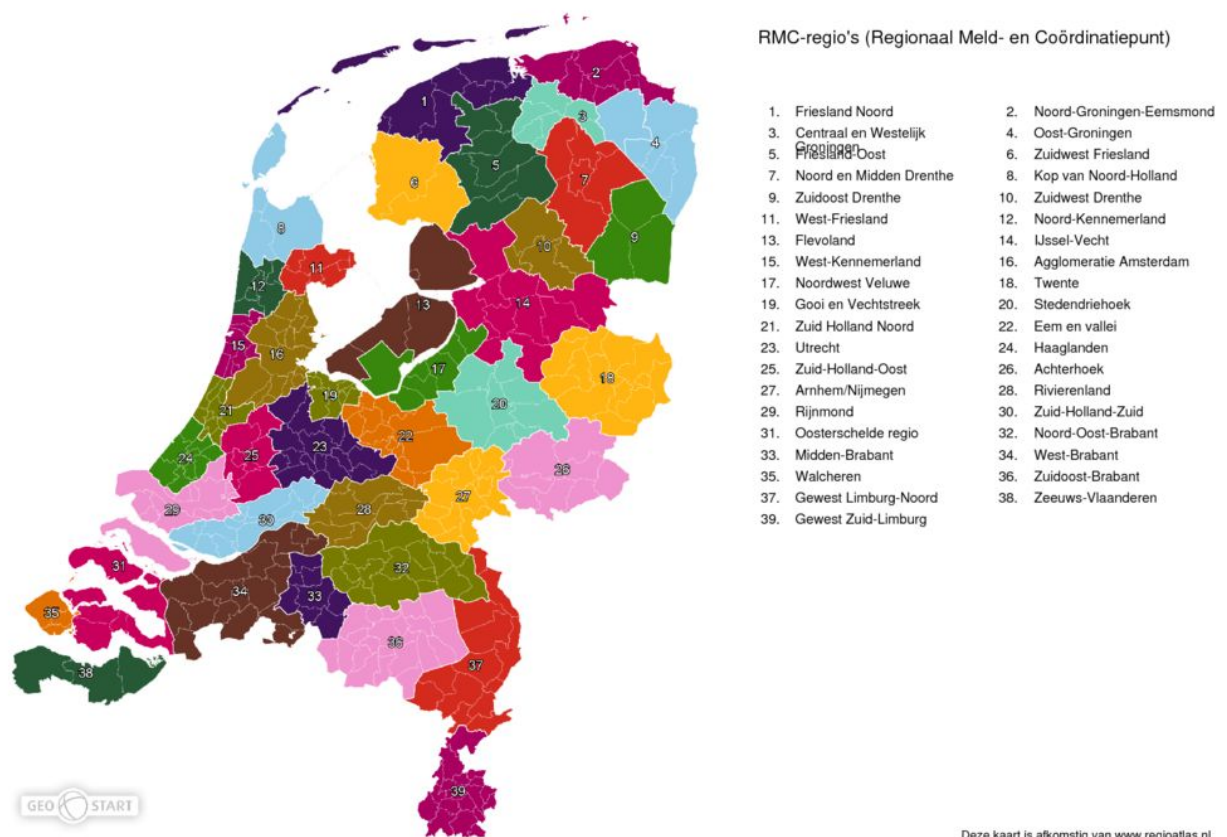 RMC-regio's (Regionaal Meld- en Coördinatiepunt)
1. Friesland Noord
2. Noord-Groningen-Eemsmond
3. Centraal en Westelijk
Groningen
4. Oost-Groningen
5. Friesland-Oost
6. Zuidwest Friesland
7. Noord en Midden Drenthe
8. Kop van Noord-Holland
9. Zuidoost Drenthe
10. Zuidwest Drenthe
11. West-Friesland
12. Noord-Kennemerland
13. Flevoland
14. IJssel-Vecht
15. West-Kennemerland
16. Agglomeratie Amsterdam
17. Noordwest Veluwe
18. Twente
19. Gooi en Vechtstreek
20. Stedendriehoek
21. Zuid Holland Noord
22. Eem en vallei
23. Utrecht
24. Haaglanden
25. Zuid-Holland-Oost
26. Achterhoek
27. Arnhem/Nijmegen
28. Rivierenland
29. Rijnmond
30. Zuid-Holland-Zuid
31. Oosterschelde regio
32. Noord-Oost-Brabant
33. Midden-Brabant
34. West-Brabant
35. Walcheren
36. Zuidoost-Brabant
37. Gewest Limburg-Noord
38. Zeeuws-Vlaanderen
39. Gewest Zuid-Limburg
2
1
3
4
5
6
7
8
9
10
11
12
13
14
15
16
17
18
19
20
21
22
23
24
25
26
27
28
29
30
31
32
33
34
35
36
37
38
39
GEO START
Deze kaart is afkomstig van www.regioatlas.nl